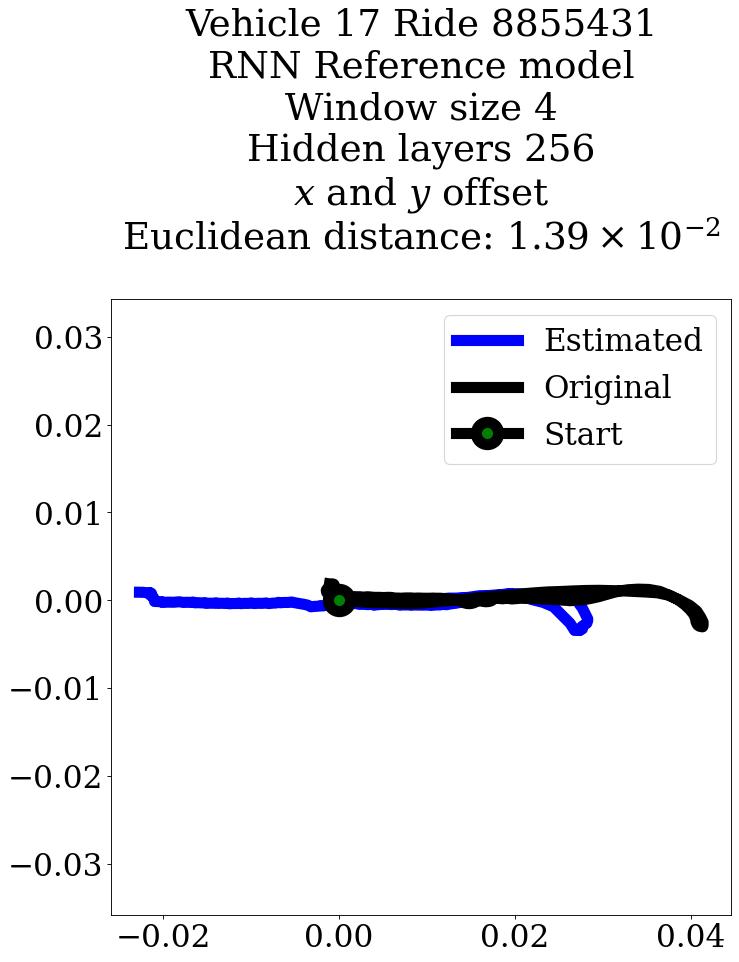 Vehicle 17 Ride 8855431
RNN Reference model
Window size 4
Hidden layers 256
x and y offset
Euclidean distance: 1.39 × 10⁻²
Estimated
Original
Start
0.03
0.02
0.01
0.00
−0.01
−0.02
−0.03
−0.02 0.00 0.02 0.04